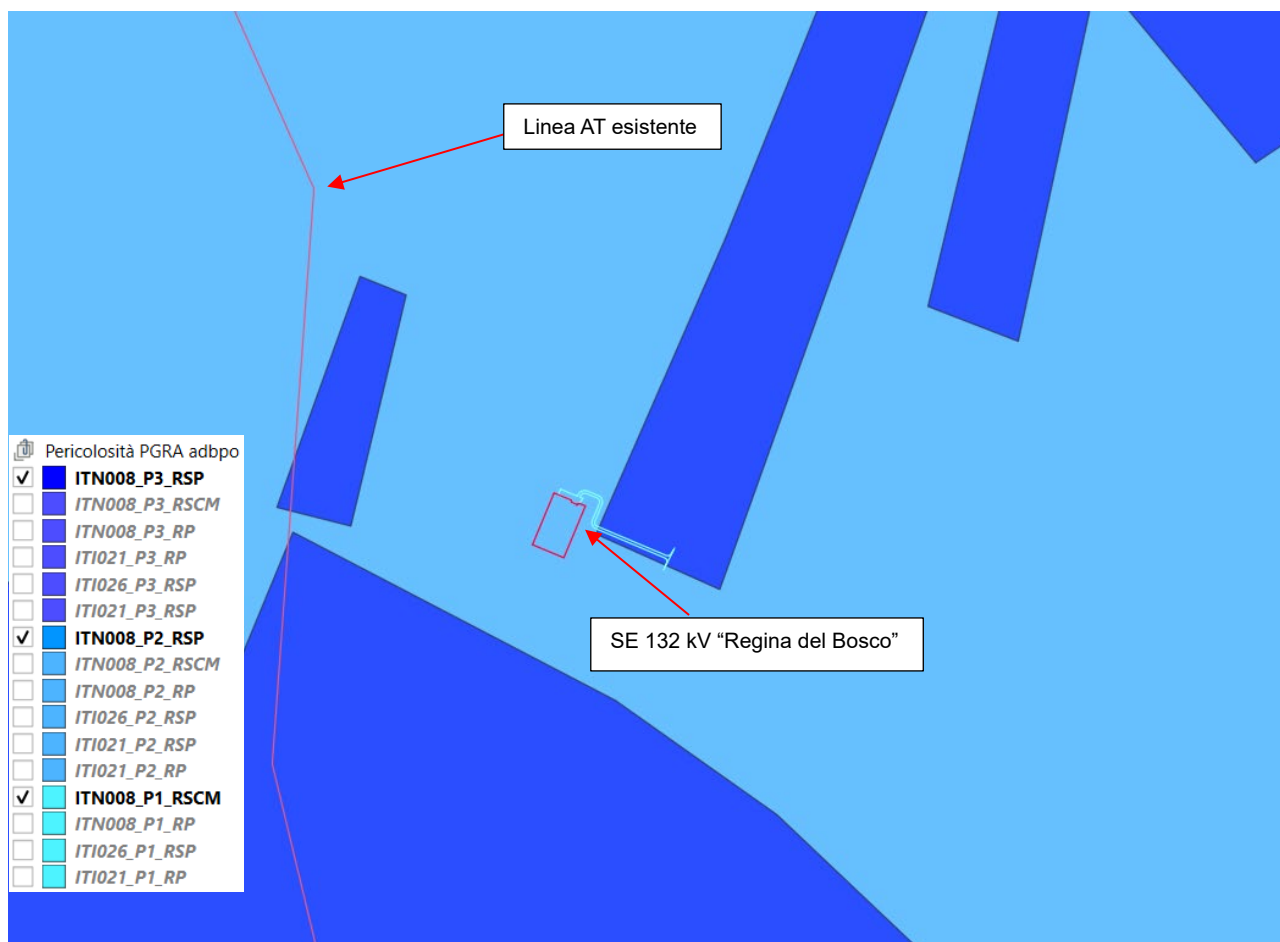 Linea AT esistente
Pericolosità PGRA adbpo
ITN008_P3_RSP
ITN008_P3_RSCM
ITN008_P3_RP
ITI021_P3_RP
ITI026_P3_RSP
ITI021_P3_RSP
ITN008_P2_RSP
ITN008_P2_RSCM
ITN008_P2_RP
ITI026_P2_RSP
ITI021_P2_RSP
ITI021_P2_RP
ITN008_P1_RSCM
ITN008_P1_RP
ITI026_P1_RSP
ITI021_P1_RP
SE 132 kV “Regina del Bosco”